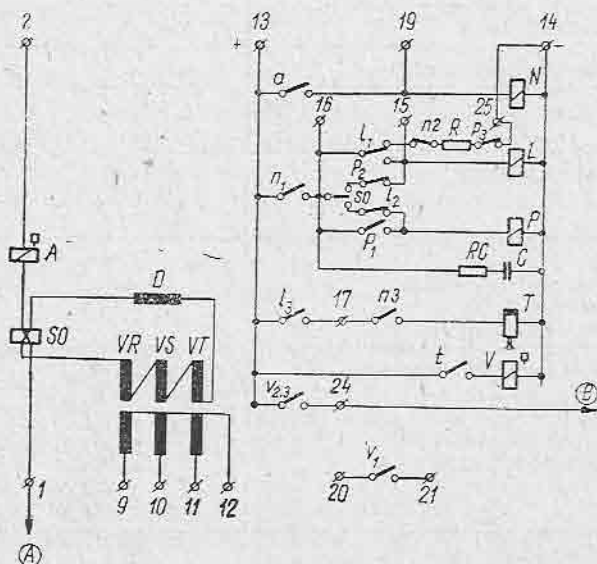 2
13
19
14
+
-
a
N
16
15
25
l1
n2
R
P3
L
P2
n1
SO
l2
P
P1
A
RC
C
D
l3
17
n3
T
SO
VR
VS
VT
t
V
v2.3
24
B
1
9
10
11
12
v1
20
21
A